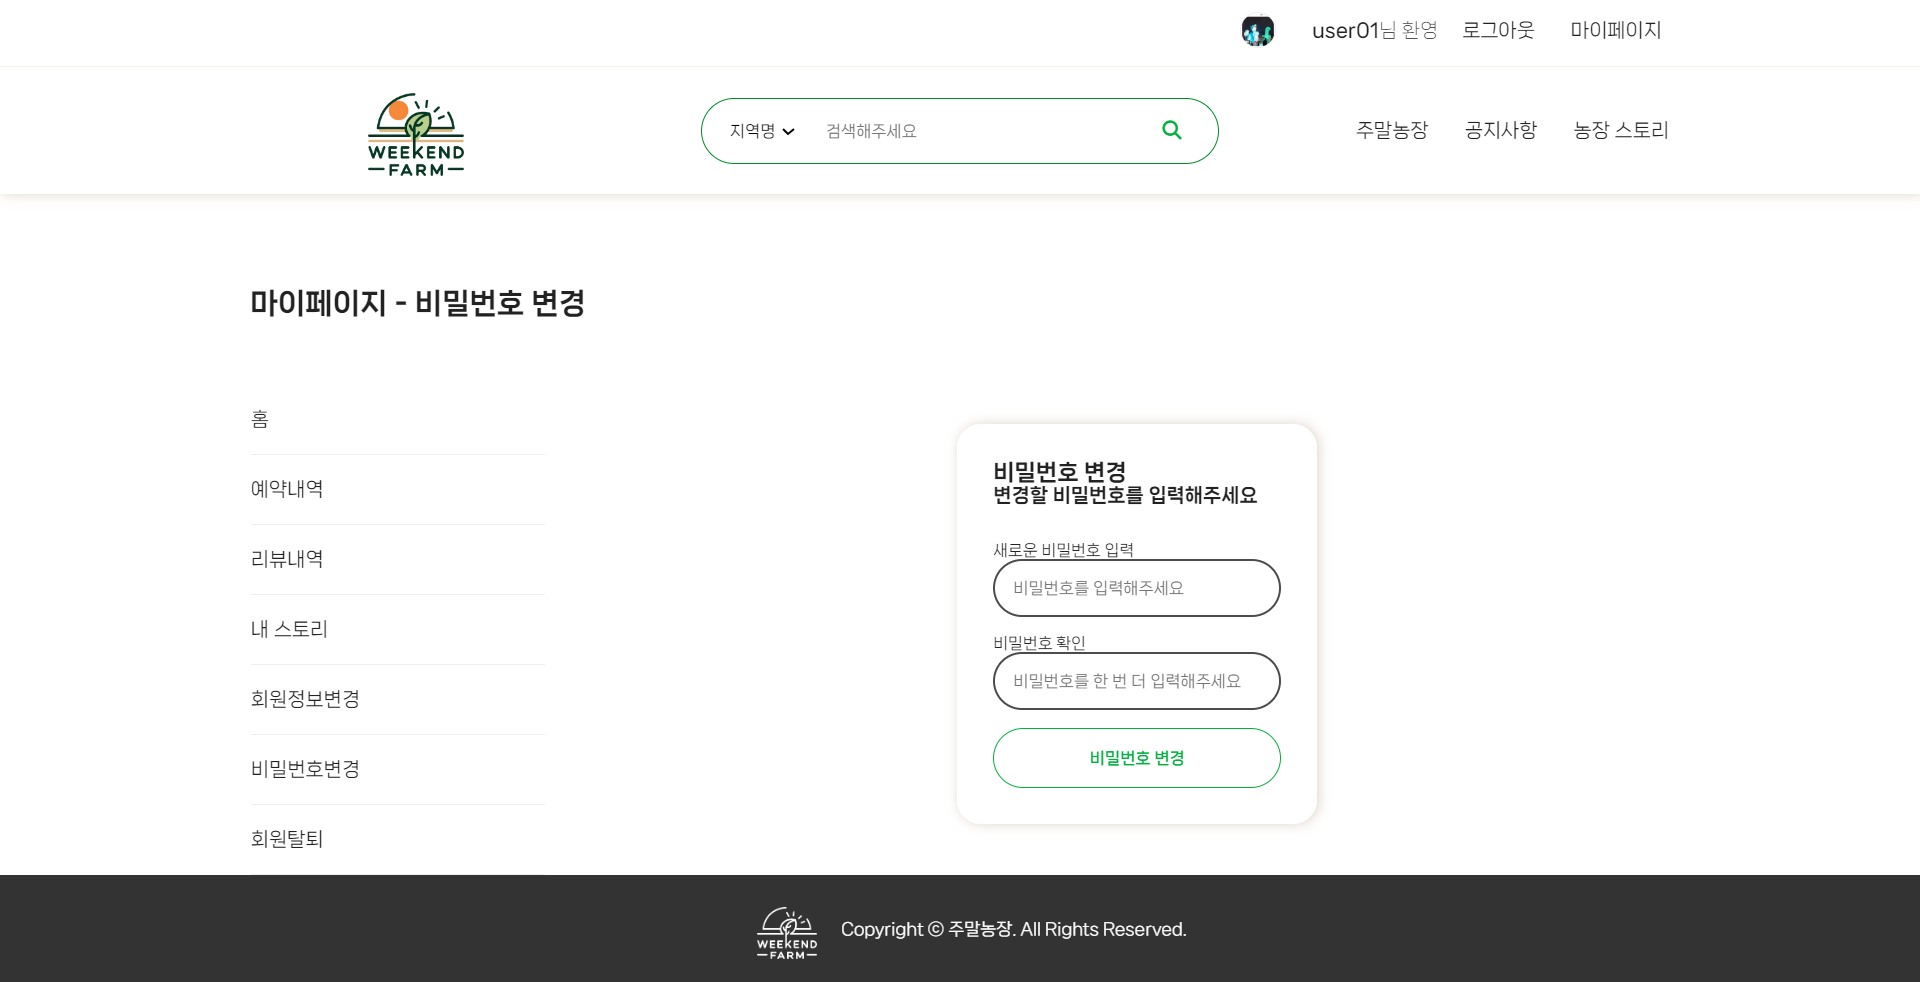 user01님 환영 로그아웃 마이페이지
WEEKEND
FARM
지역명 검색해주세요
주말농장 공지사항 농장 스토리
마이페이지 - 비밀번호 변경
홈
예약내역
리뷰내역
내 스토리
회원정보변경
비밀번호변경
회원탈퇴
비밀번호 변경
변경할 비밀번호를 입력해주세요
새로운 비밀번호 입력
비밀번호를 입력해주세요
비밀번호 확인
비밀번호를 한 번 더 입력해주세요
비밀번호 변경
WEEKEND
FARM
Copyright ⓒ 주말농장. All Rights Reserved.